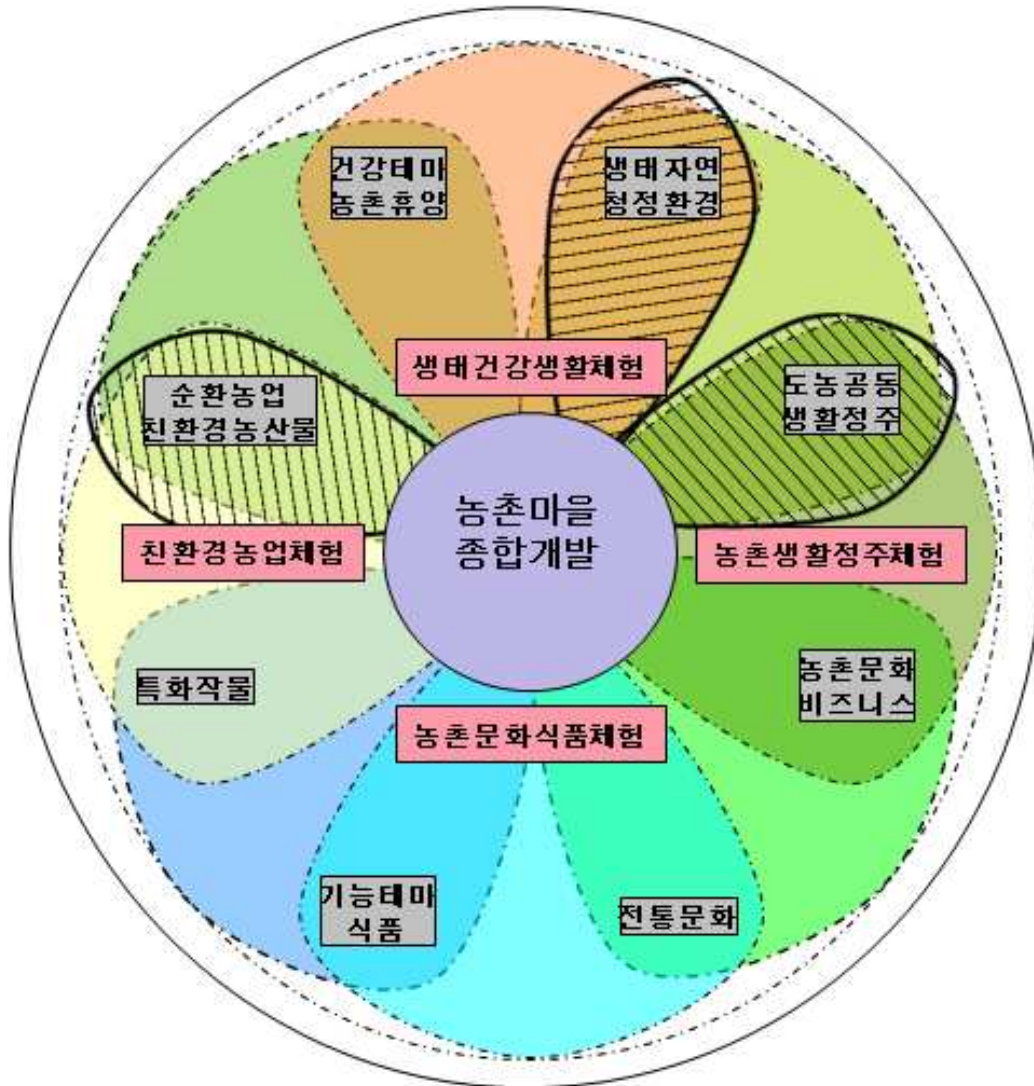 건강테마
농촌휴양
생태자연
청정환경
생태건강생활체험
순환농업
친환경농산물
도농공동
생활정주
농촌마을
종합개발
친환경농업체험
농촌생활정주체험
특화작물
농촌문화
비즈니스
농촌문화식품체험
기능테마
식품
전통문화